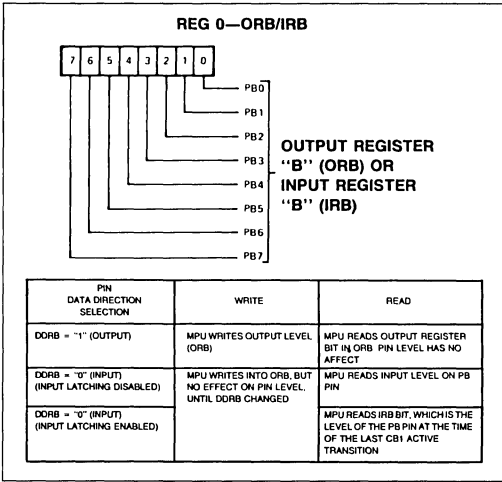 REG 0—ORB/IRB
7 6 5 4 3 2 1 0
PB0
PB1
PB2
PB3
PB4
PB5
PB6
PB7
OUTPUT REGISTER
“B” (ORB) OR
INPUT REGISTER
“B” (IRB)
PIN
DATA DIRECTION
SELECTION
WRITE
READ
DDRB = “1” (OUTPUT)
MPU WRITES OUTPUT LEVEL
(ORB)
MPU READS OUTPUT REGISTER
BIT IN ORB PIN LEVEL HAS NO
AFFECT
DDRB = “0” (INPUT)
(INPUT LATCHING DISABLED)
MPU WRITES INTO ORB, BUT
NO EFFECT ON PIN LEVEL,
UNTIL DDRB CHANGED
MPU READS INPUT LEVEL ON PB
PIN
DDRB = “0” (INPUT)
(INPUT LATCHING ENABLED)
MPU READS IRB BIT, WHICH IS THE
LEVEL OF THE PB PIN AT THE TIME
OF THE LAST CB1 ACTIVE
TRANSITION